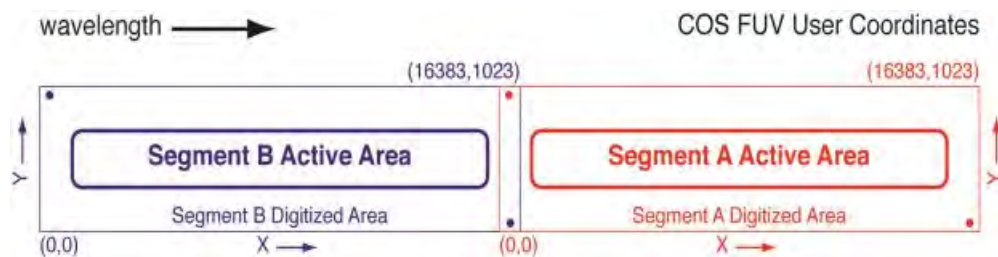 wavelength
COS FUV User Coordinates
(16383,1023)
(16383,1023)
Y
Segment B Active Area
Segment A Active Area
Y
Segment B Digitized Area
Segment A Digitized Area
(0,0)
X
(0,0)
X